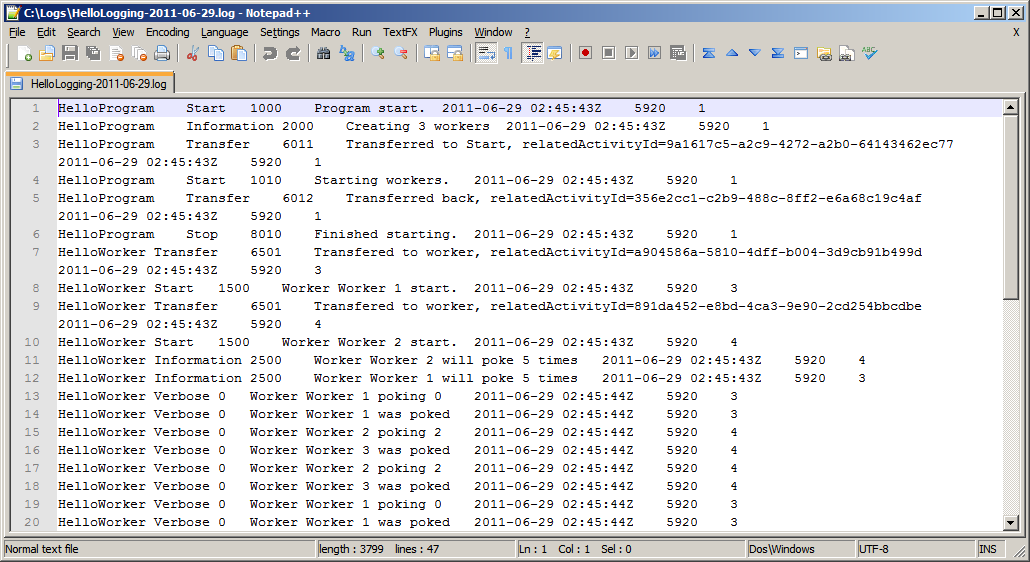 C:\Logs\HelloLogging-2011-06-29.log - Notepad++
File Edit Search View Encoding Language Settings Macro Run TextFX Plugins Window ? X
HelloLogging-2011-06-29.log
1 HelloProgram Start 1000 Program start. 2011-06-29 02:45:43Z 5920 1
2 HelloProgram Information 2000 Creating 3 workers 2011-06-29 02:45:43Z 5920 1
3 HelloProgram Transfer 6011 Transferred to Start, relatedActivityId=9a1617c5-a2c9-4272-a2b0-64143462ec77
2011-06-29 02:45:43Z 5920 1
4 HelloProgram Start 1010 Starting workers. 2011-06-29 02:45:43Z 5920 1
5 HelloProgram Transfer 6012 Transferred back, relatedActivityId=356e2cc1-c2b9-488c-8ff2-e6a68c19c4af
2011-06-29 02:45:43Z 5920 1
6 HelloProgram Stop 8010 Finished starting. 2011-06-29 02:45:43Z 5920 1
7 HelloWorker Transfer 6501 Transfered to worker, relatedActivityId=a904586a-5810-4dff-b004-3d9cb91b499d
2011-06-29 02:45:43Z 5920 3
8 HelloWorker Start 1500 Worker Worker 1 start. 2011-06-29 02:45:43Z 5920 3
9 HelloWorker Transfer 6501 Transfered to worker, relatedActivityId=891da452-e8bd-4ca3-9e90-2cd254bbcdbe
2011-06-29 02:45:43Z 5920 4
10 HelloWorker Start 1500 Worker Worker 2 start. 2011-06-29 02:45:43Z 5920 4
11 HelloWorker Information 2500 Worker Worker 2 will poke 5 times 2011-06-29 02:45:43Z 5920 4
12 HelloWorker Information 2500 Worker Worker 1 will poke 5 times 2011-06-29 02:45:43Z 5920 3
13 HelloWorker Verbose 0 Worker Worker 1 poking 0 2011-06-29 02:45:44Z 5920 3
14 HelloWorker Verbose 0 Worker Worker 1 was poked 2011-06-29 02:45:44Z 5920 3
15 HelloWorker Verbose 0 Worker Worker 2 poking 2 2011-06-29 02:45:44Z 5920 4
16 HelloWorker Verbose 0 Worker Worker 3 was poked 2011-06-29 02:45:44Z 5920 4
17 HelloWorker Verbose 0 Worker Worker 2 poking 2 2011-06-29 02:45:44Z 5920 4
18 HelloWorker Verbose 0 Worker Worker 3 was poked 2011-06-29 02:45:44Z 5920 4
19 HelloWorker Verbose 0 Worker Worker 1 poking 0 2011-06-29 02:45:44Z 5920 3
20 HelloWorker Verbose 0 Worker Worker 1 was poked 2011-06-29 02:45:44Z 5920 3
Normal text file length : 3799 lines : 47 Ln : 1 Col : 1 Sel : 0 Dos\Windows UTF-8 INS